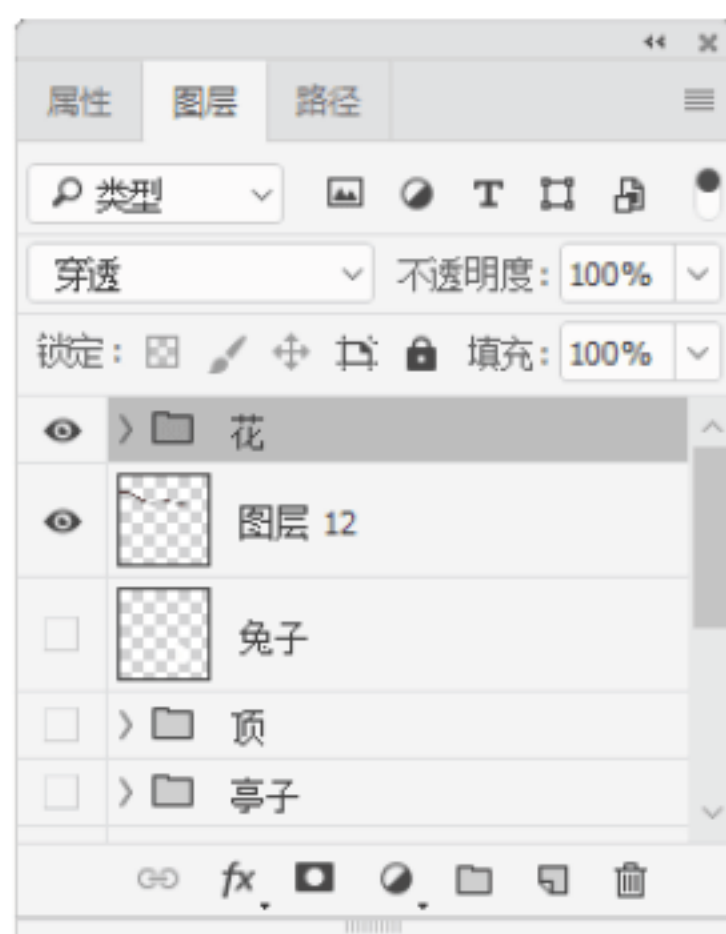 属性 图层 路径
类型 T
穿透 不透明度: 100%
锁定: 填充: 100%
花
图层 12
兔子
顶
亭子
fx